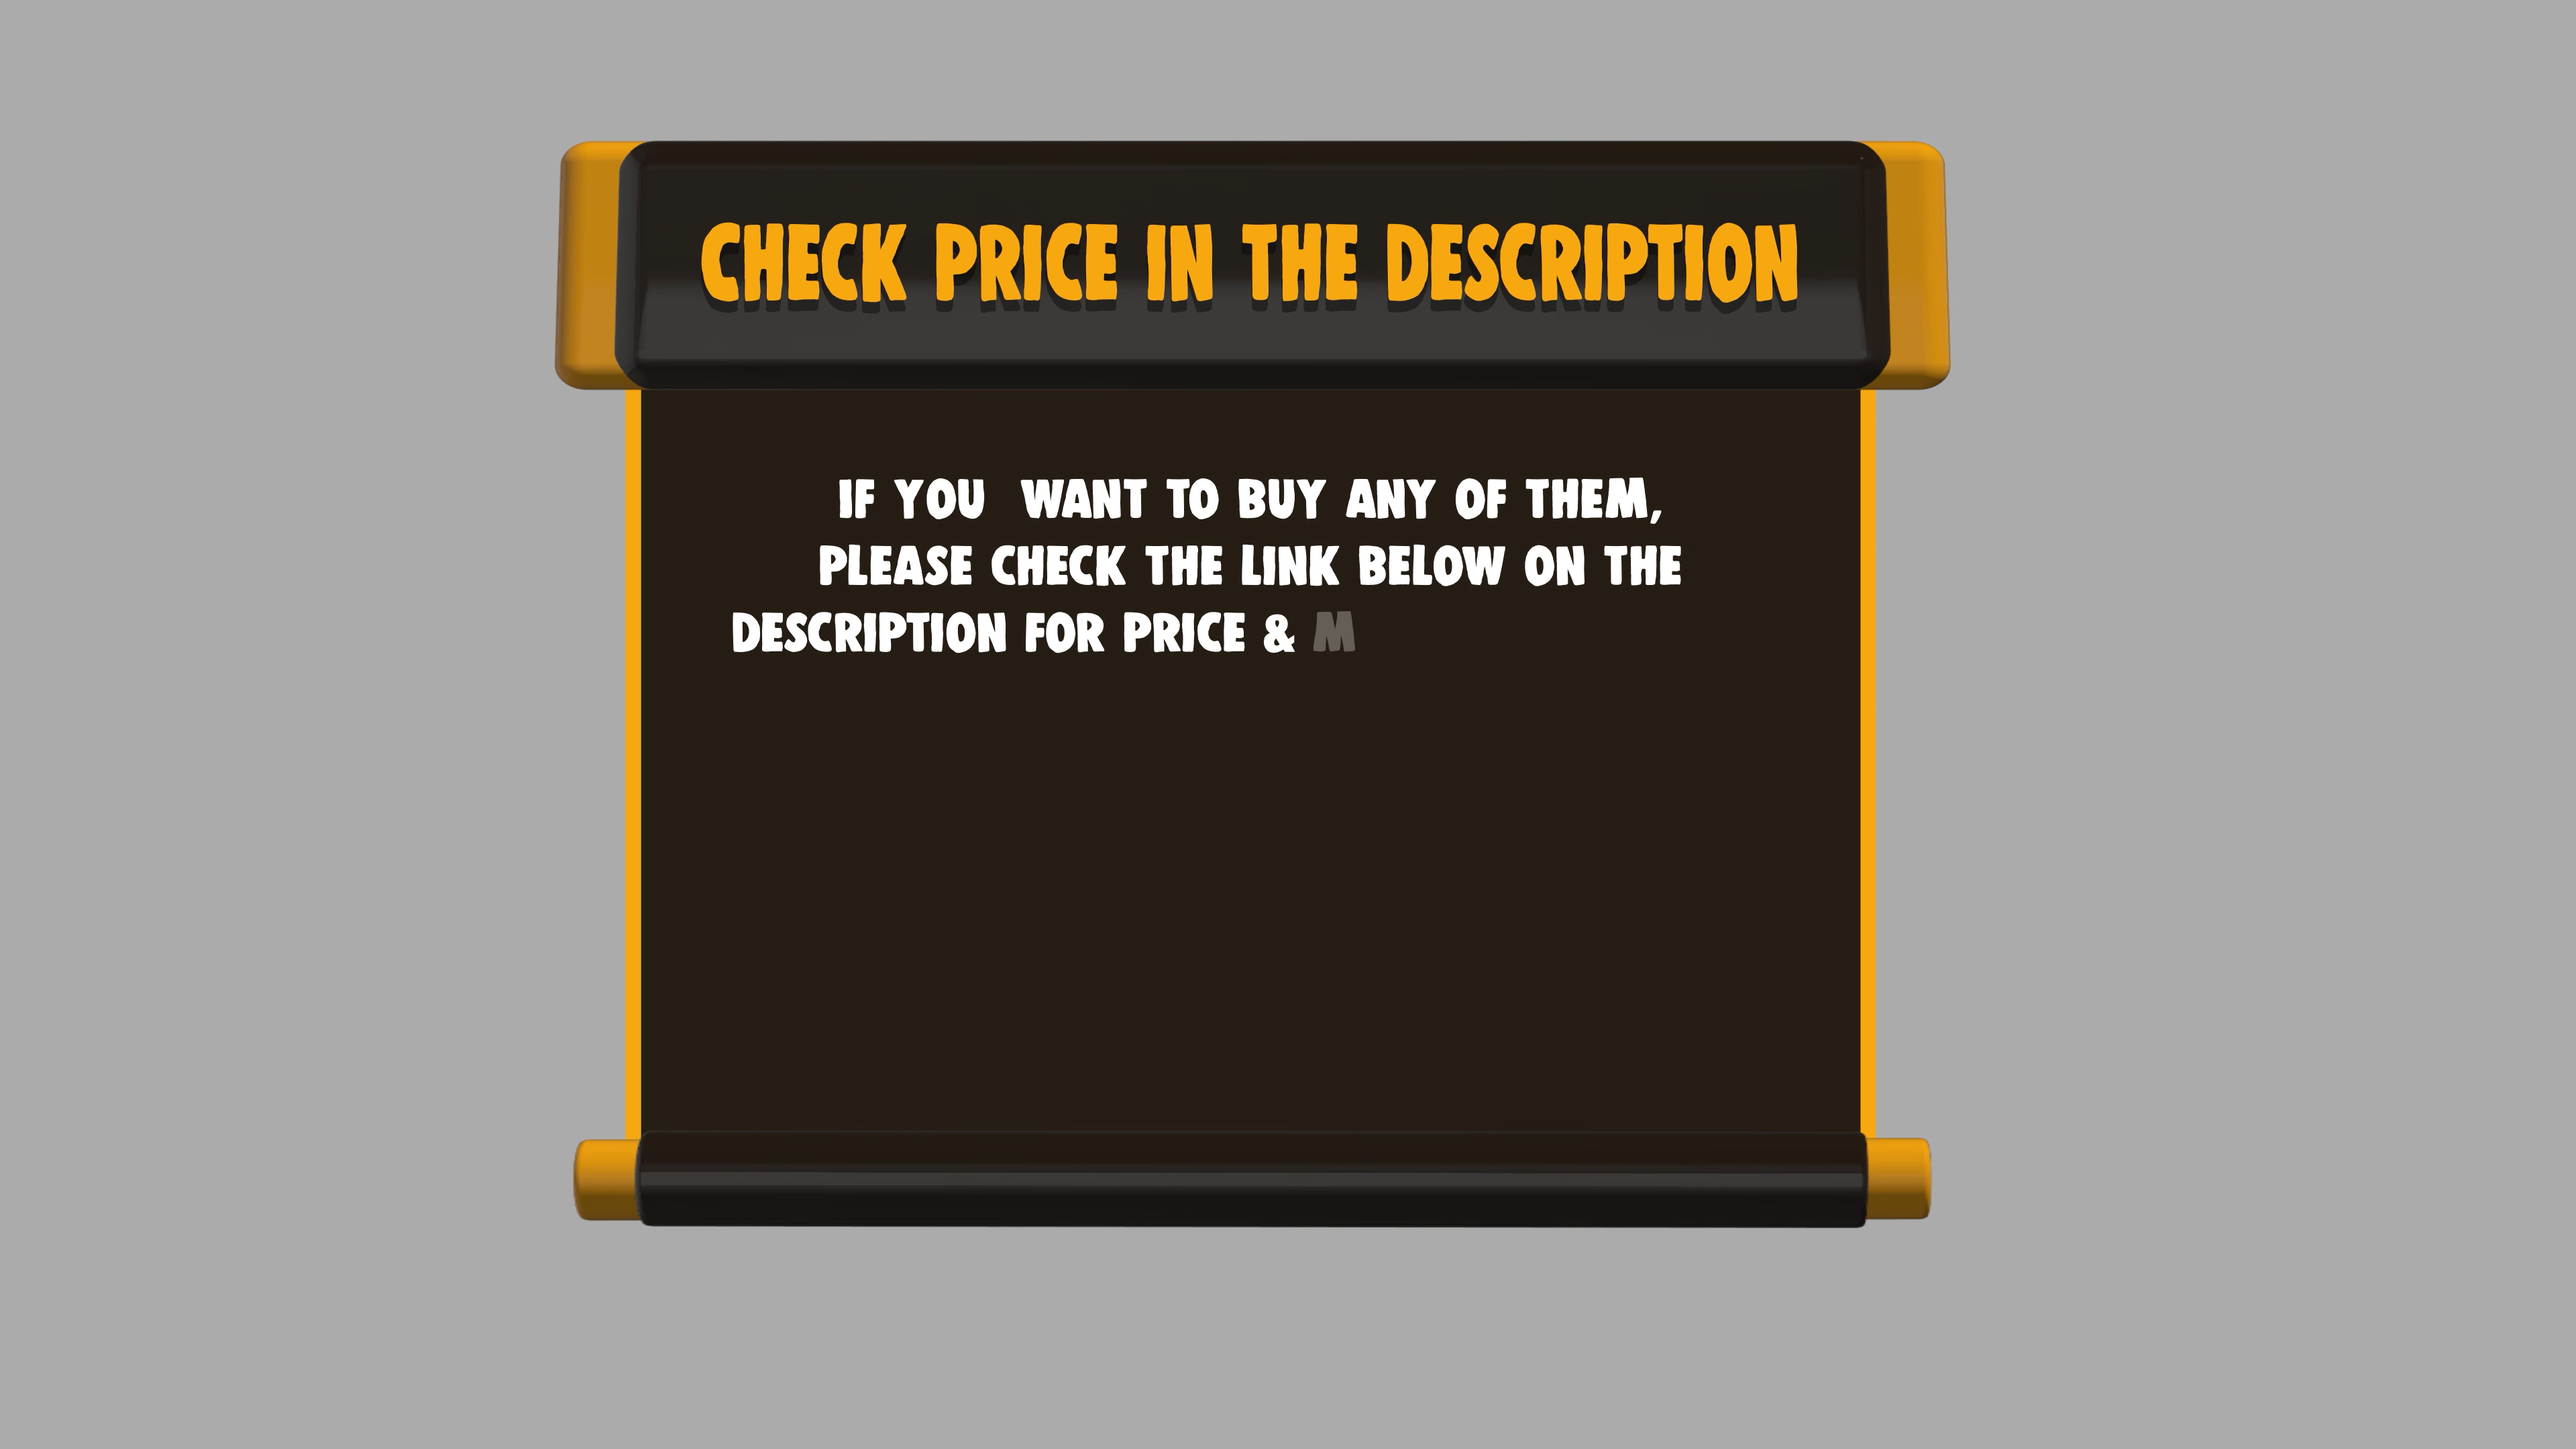 CHECK PRICE IN THE DESCRIPTION
IF YOU  WANT TO BUY ANY OF THEM,
PLEASE CHECK THE LINK BELOW ON THE
DESCRIPTION FOR PRICE & M